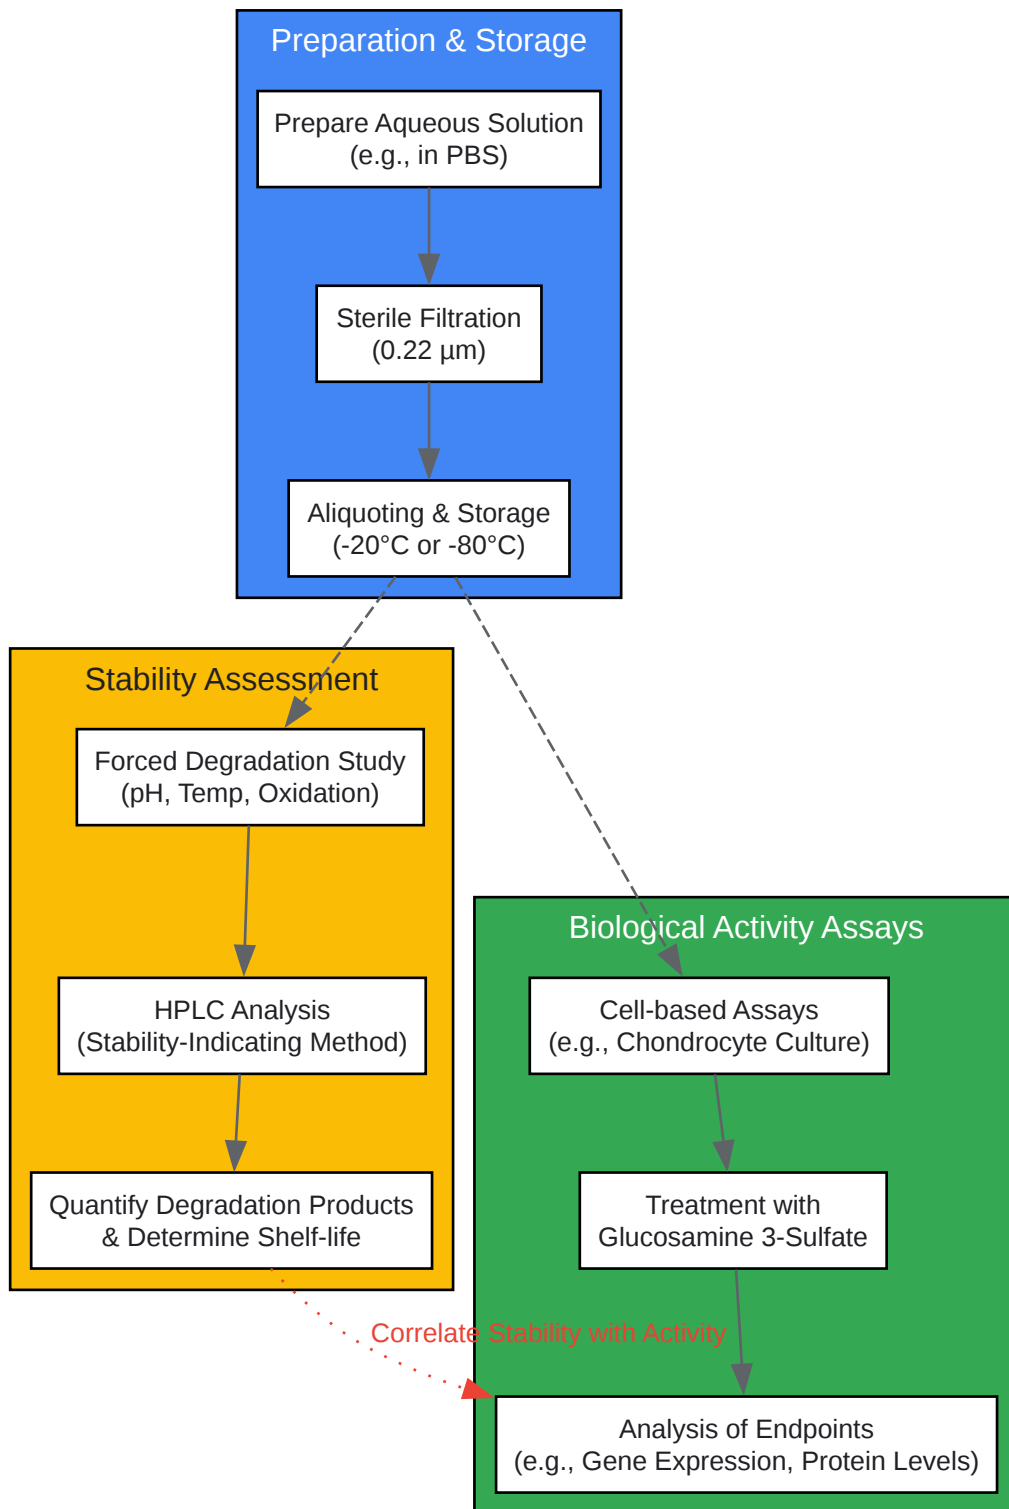 Preparation & Storage
Prepare Aqueous Solution
(e.g., in PBS)
Sterile Filtration
(0.22 µm)
Aliquoting & Storage
(-20°C or -80°C)
Stability Assessment
Forced Degradation Study
(pH, Temp, Oxidation)
HPLC Analysis
(Stability-Indicating Method)
Quantify Degradation Products
& Determine Shelf-life
Biological Activity Assays
Cell-based Assays
(e.g., Chondrocyte Culture)
Treatment with
Glucosamine 3-Sulfate
Correlate Stability with Activity
Analysis of Endpoints
(e.g., Gene Expression, Protein Levels)